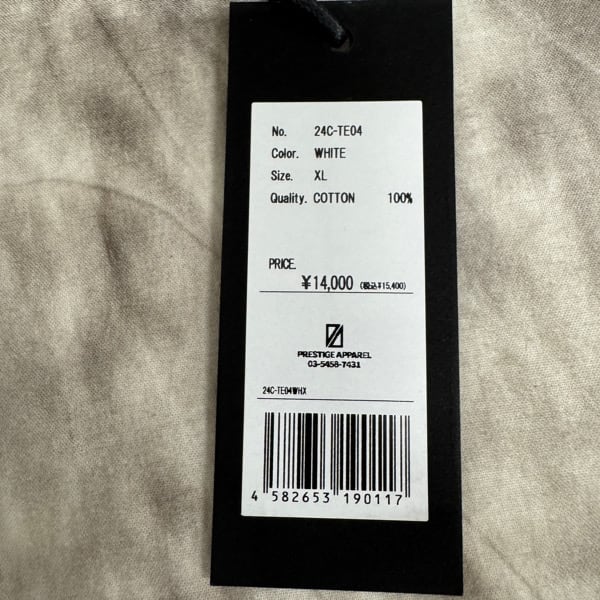 No. 24C-TE04
Color. WHITE
Size. XL
Quality. COTTON 100%
PRICE.
¥14,000 (税込¥15,400)
PRESTIGE APPAREL
03-5458-7431
24C-TE04WHX
4 582653 190117